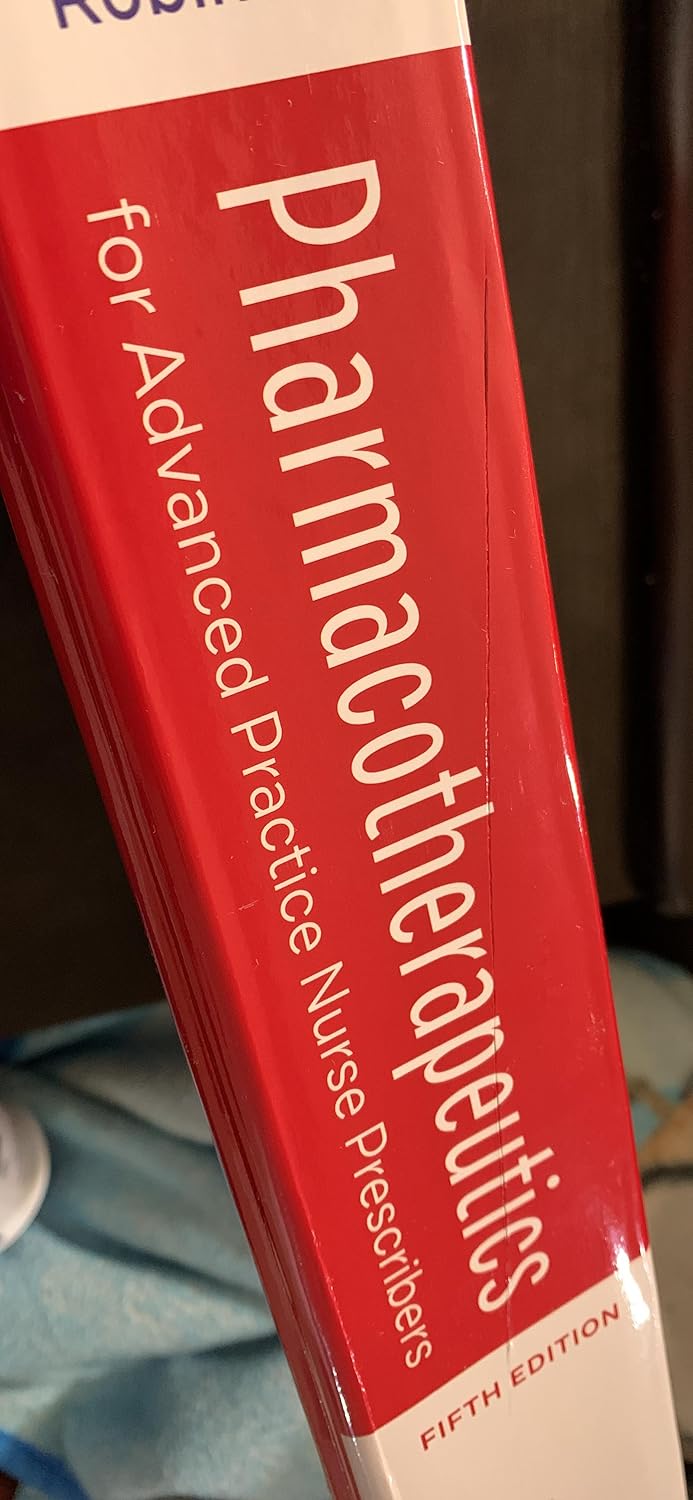 Pharmacotherapeutics
for Advanced Practice Nurse Prescribers
FIFTH EDITION